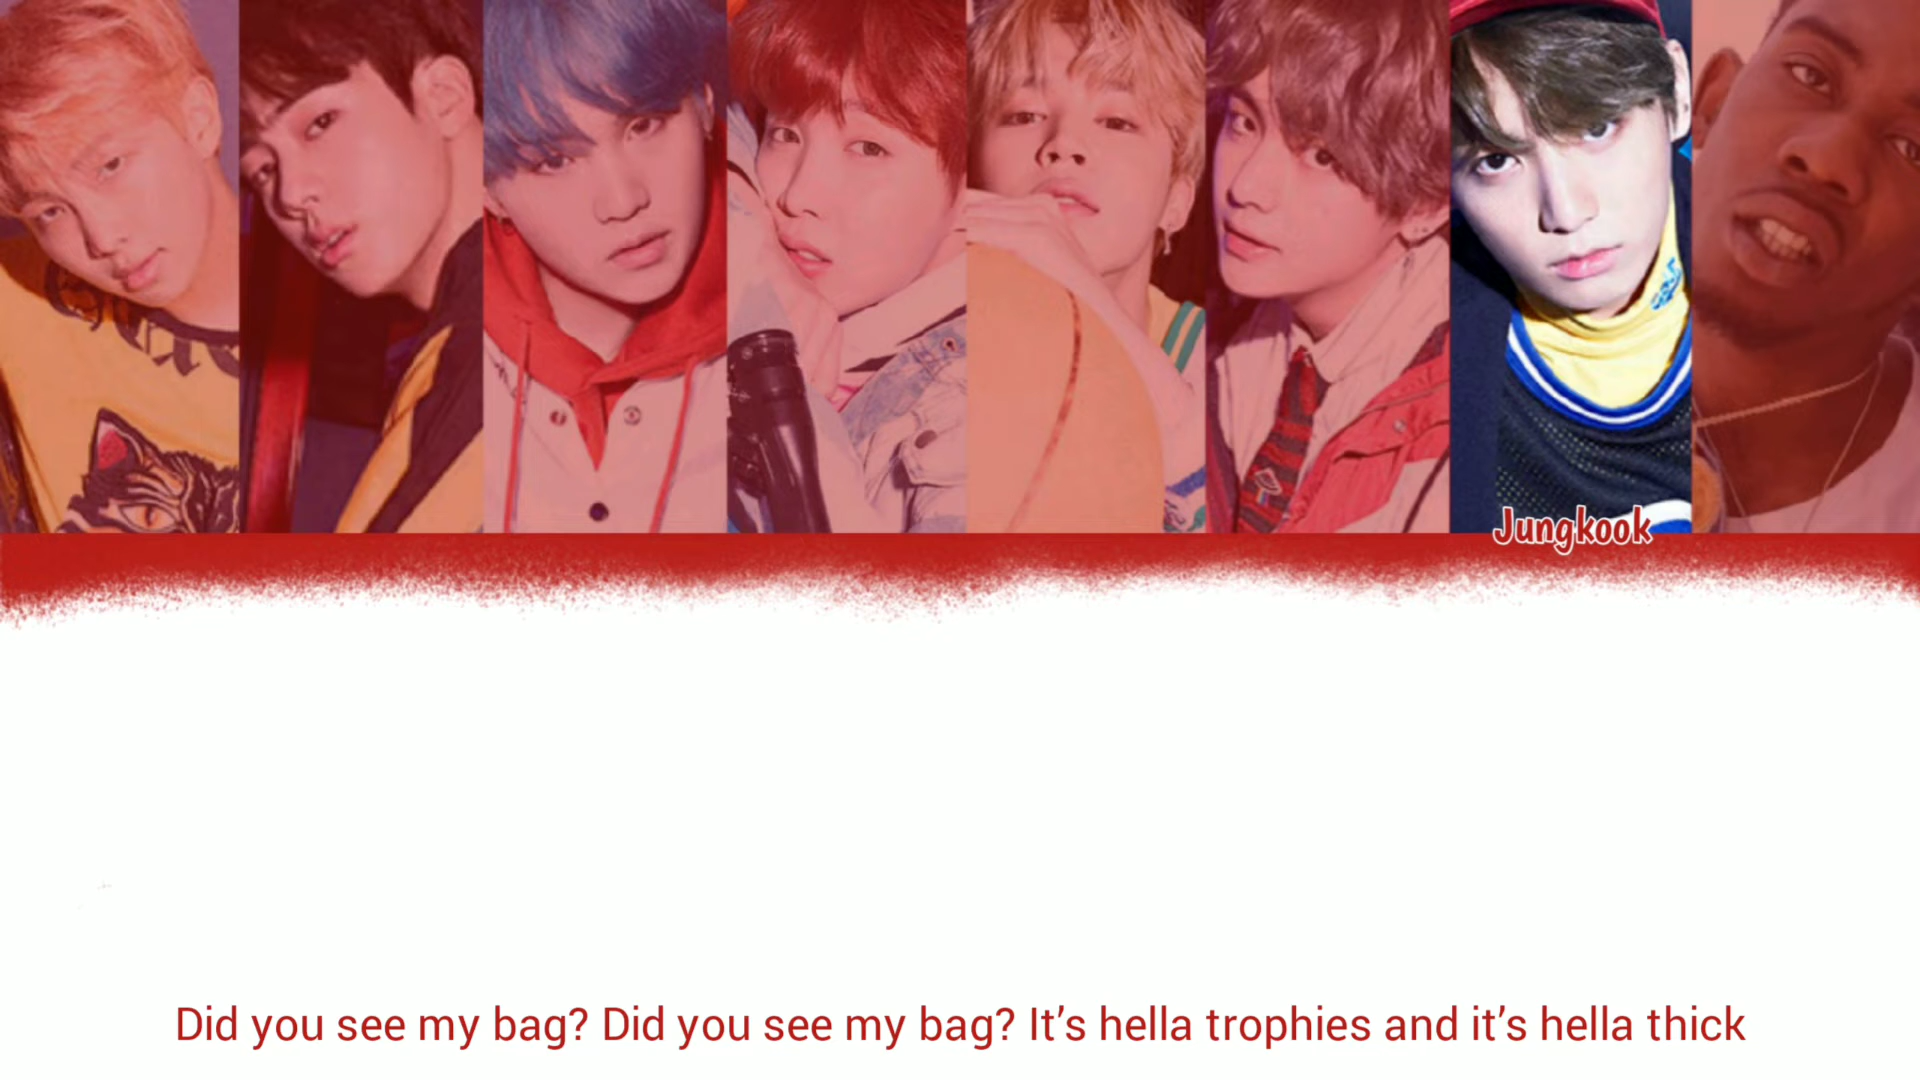 Jungkook
Did you see my bag? Did you see my bag? It’s hella trophies and it’s hella thick